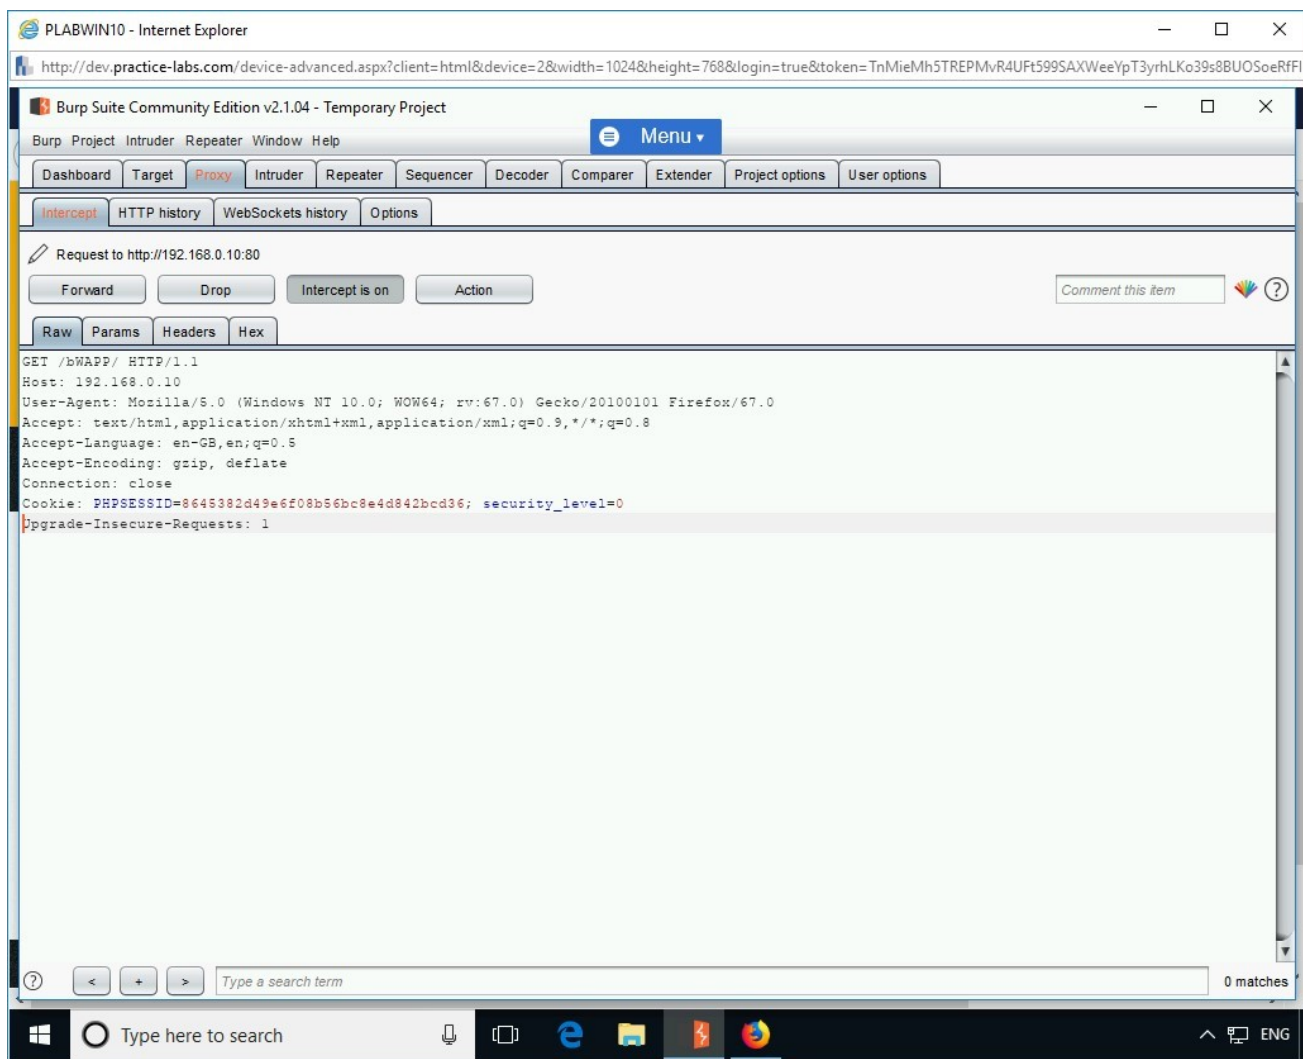 PLABWIN10 - Internet Explorer
http://dev.practice-labs.com/device-advanced.aspx?client=html&device=2&width=1024&height=768&login=true&token=TnMieMh5TREPMvR4UFt599SAXWeeYpT3yrhLKo39s8BUOSoeRfFl
Burp Suite Community Edition v2.1.04 - Temporary Project
Burp Project Intruder Repeater Window Help
Menu
Dashboard Target Proxy Intruder Repeater Sequencer Decoder Comparer Extender Project options User options
Intercept HTTP history WebSockets history Options
Request to http://192.168.0.10:80
Forward Drop Intercept is on Action Comment this item ?
Raw Params Headers Hex
GET /bWAPP/ HTTP/1.1
Host: 192.168.0.10
User-Agent: Mozilla/5.0 (Windows NT 10.0; WOW64; rv:67.0) Gecko/20100101 Firefox/67.0
Accept: text/html,application/xhtml+xml,application/xml;q=0.9,*/*;q=0.8
Accept-Language: en-GB,en;q=0.5
Accept-Encoding: gzip, deflate
Connection: close
Cookie: PHPSESSID=8645382d49e6f08b56bc8e4d842bcd36; security_level=0
Upgrade-Insecure-Requests: 1
? < + > Type a search term 0 matches
Type here to search ENG